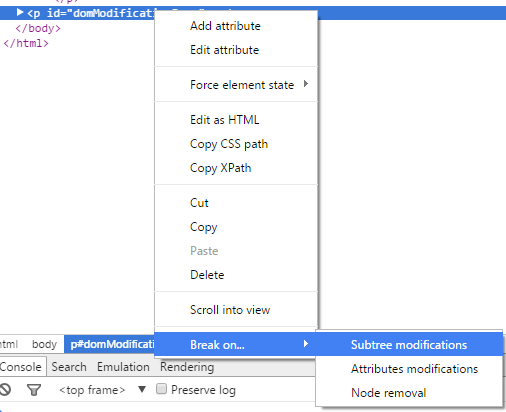 </p>
▶<p id="domModification
</body>
</html>
Add attribute
Edit attribute
Force element state
Edit as HTML
Copy CSS path
Copy XPath
Cut
Copy
Paste
Delete
Scroll into view
Break on...
Subtree modifications
Attributes modifications
Node removal
html body p#domModificati
Console Search Emulation Rendering
<top frame> ▼ Preserve log